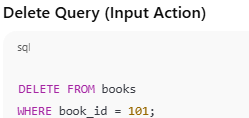 Delete Query (Input Action)
sql
DELETE FROM books
WHERE book_id = 101;